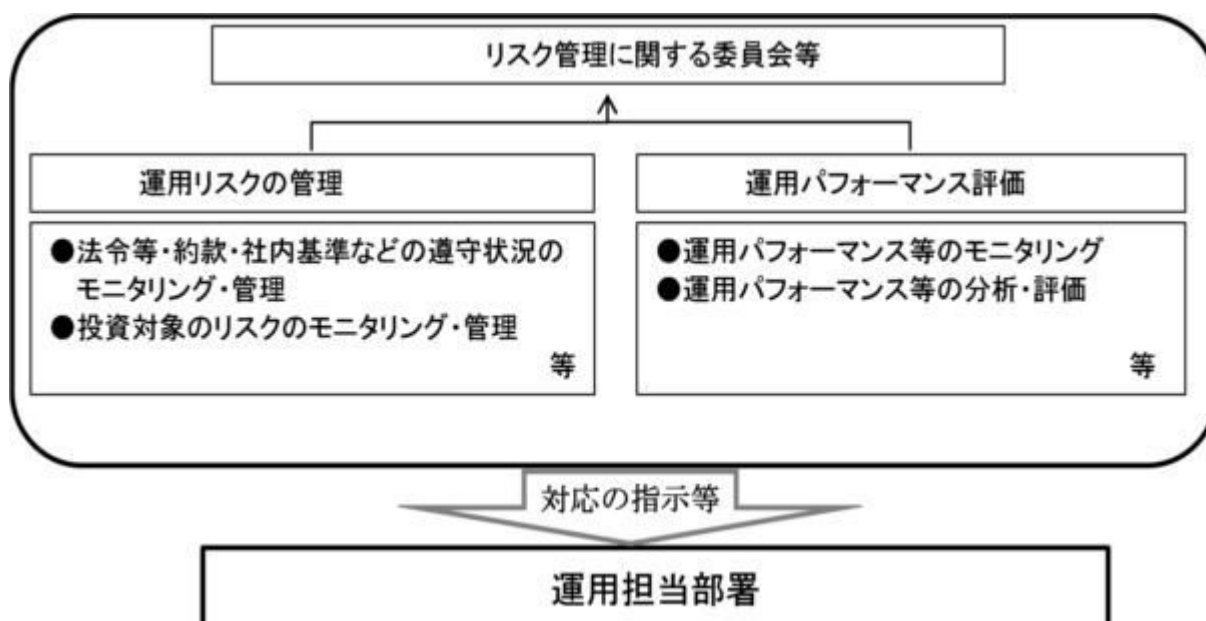 リスク管理に関する委員会等
運用リスクの管理
●法令等・約款・社内基準などの遵守状況の
モニタリング・管理
●投資対象のリスクのモニタリング・管理
等
運用パフォーマンス評価
●運用パフォーマンス等のモニタリング
●運用パフォーマンス等の分析・評価
等
対応の指示等
運用担当部署